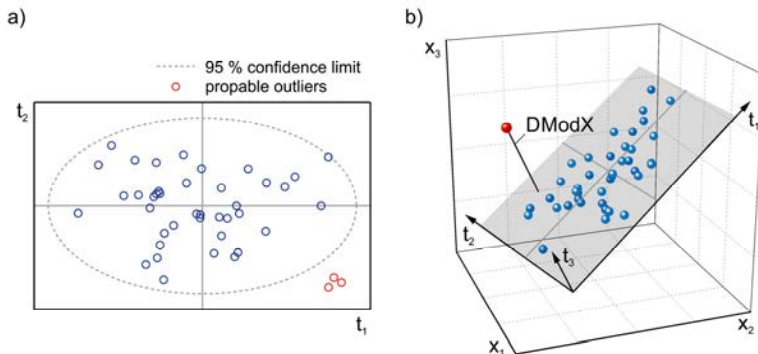 a)
95 % confidence limit
propable outliers
t2
t1
b)
x3
DModX
t1
t2
t3
x1
x2